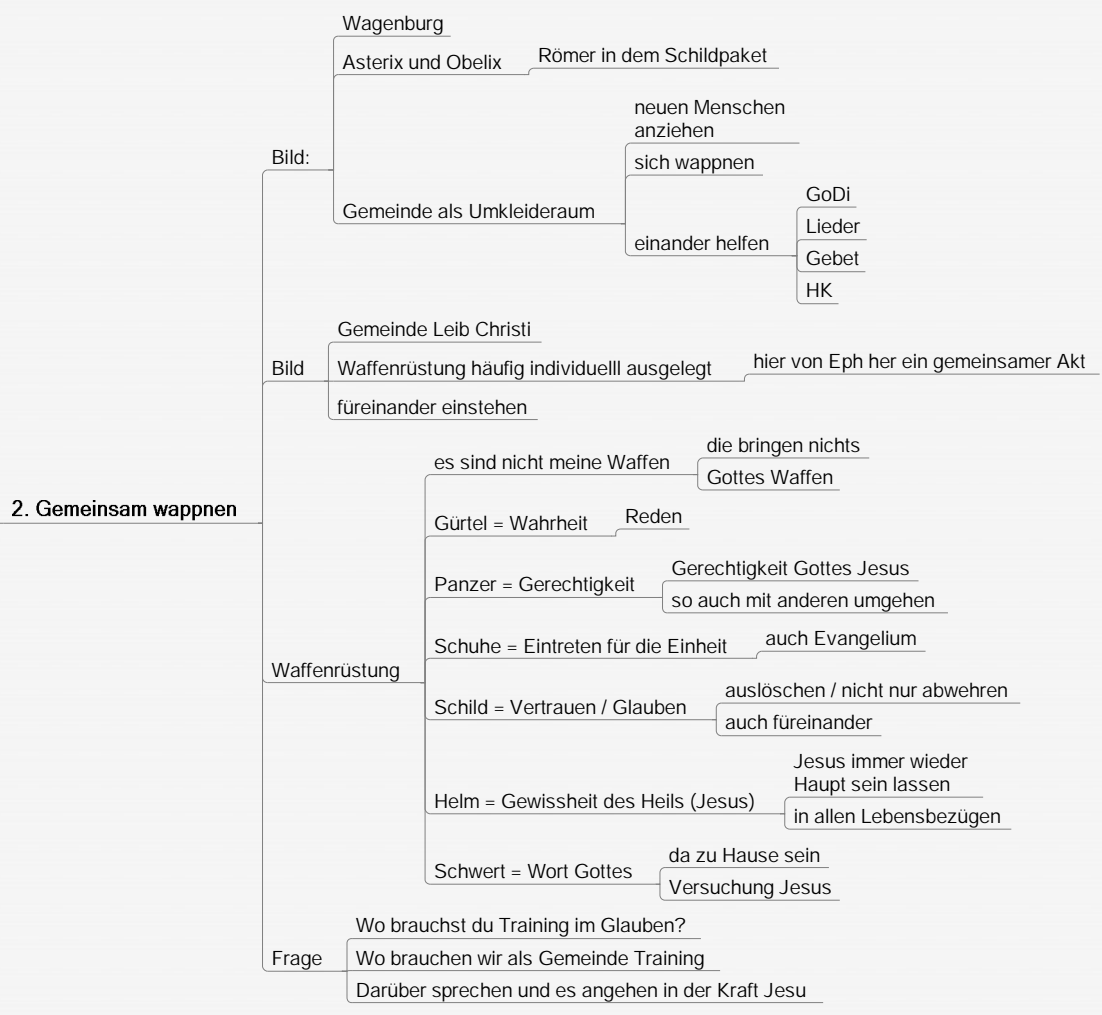 Wagenburg
Asterix und Obelix
Römer in dem Schildpaket
Bild:
neuen Menschen
anziehen
sich wappnen
Gemeinde als Umkleideraum
einander helfen
GoDi
Lieder
Gebet
HK
Gemeinde Leib Christi
Bild
Waffenrüstung häufig individuelll ausgelegt
hier von Eph her ein gemeinsamer Akt
füreinander einstehen
2. Gemeinsam wappnen
es sind nicht meine Waffen
die bringen nichts
Gottes Waffen
Gürtel = Wahrheit
Reden
Panzer = Gerechtigkeit
Gerechtigkeit Gottes Jesus
so auch mit anderen umgehen
Schuhe = Eintreten für die Einheit
auch Evangelium
Waffenrüstung
Schild = Vertrauen / Glauben
auslöschen / nicht nur abwehren
auch füreinander
Helm = Gewissheit des Heils (Jesus)
Jesus immer wieder
Haupt sein lassen
in allen Lebensbezügen
Schwert = Wort Gottes
da zu Hause sein
Versuchung Jesus
Frage
Wo brauchst du Training im Glauben?
Wo brauchen wir als Gemeinde Training
Darüber sprechen und es angehen in der Kraft Jesu